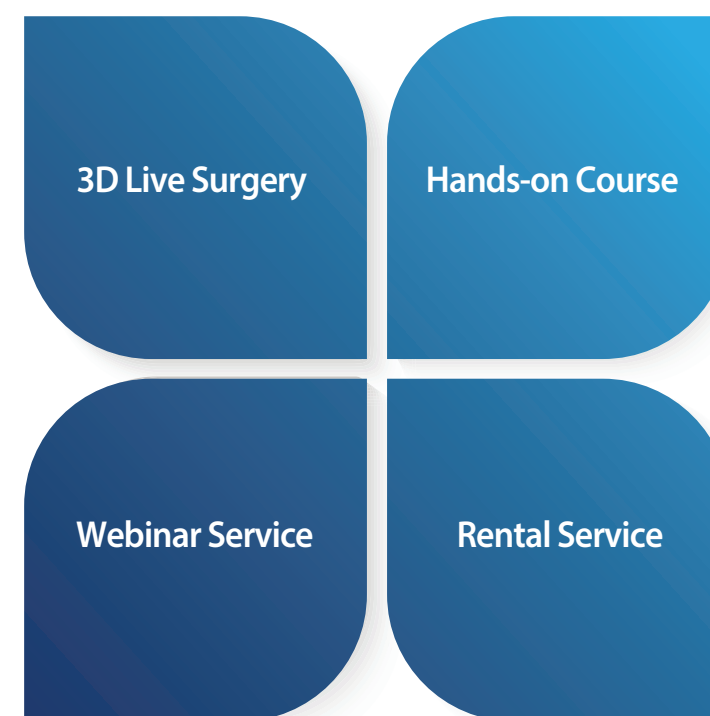 3D Live Surgery
Hands-on Course
Webinar Service
Rental Service